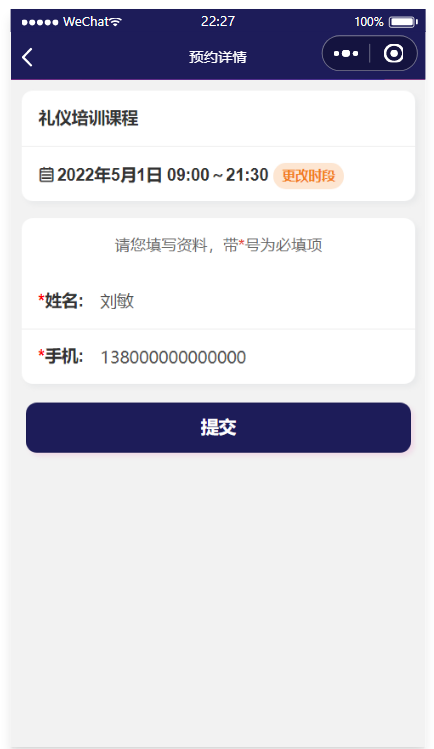 WeChat 22:27 100%
预约详情
礼仪培训课程
2022年5月1日 09:00～21:30 更改时段
请您填写资料，带*号为必填项
*姓名: 刘敏
*手机: 138000000000000
提交